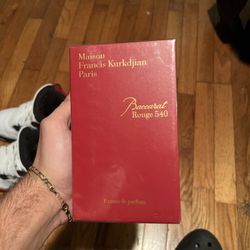 Maison
Francis Kurkdjian
Paris
Baccarat
Rouge 540
Extrait de parfum